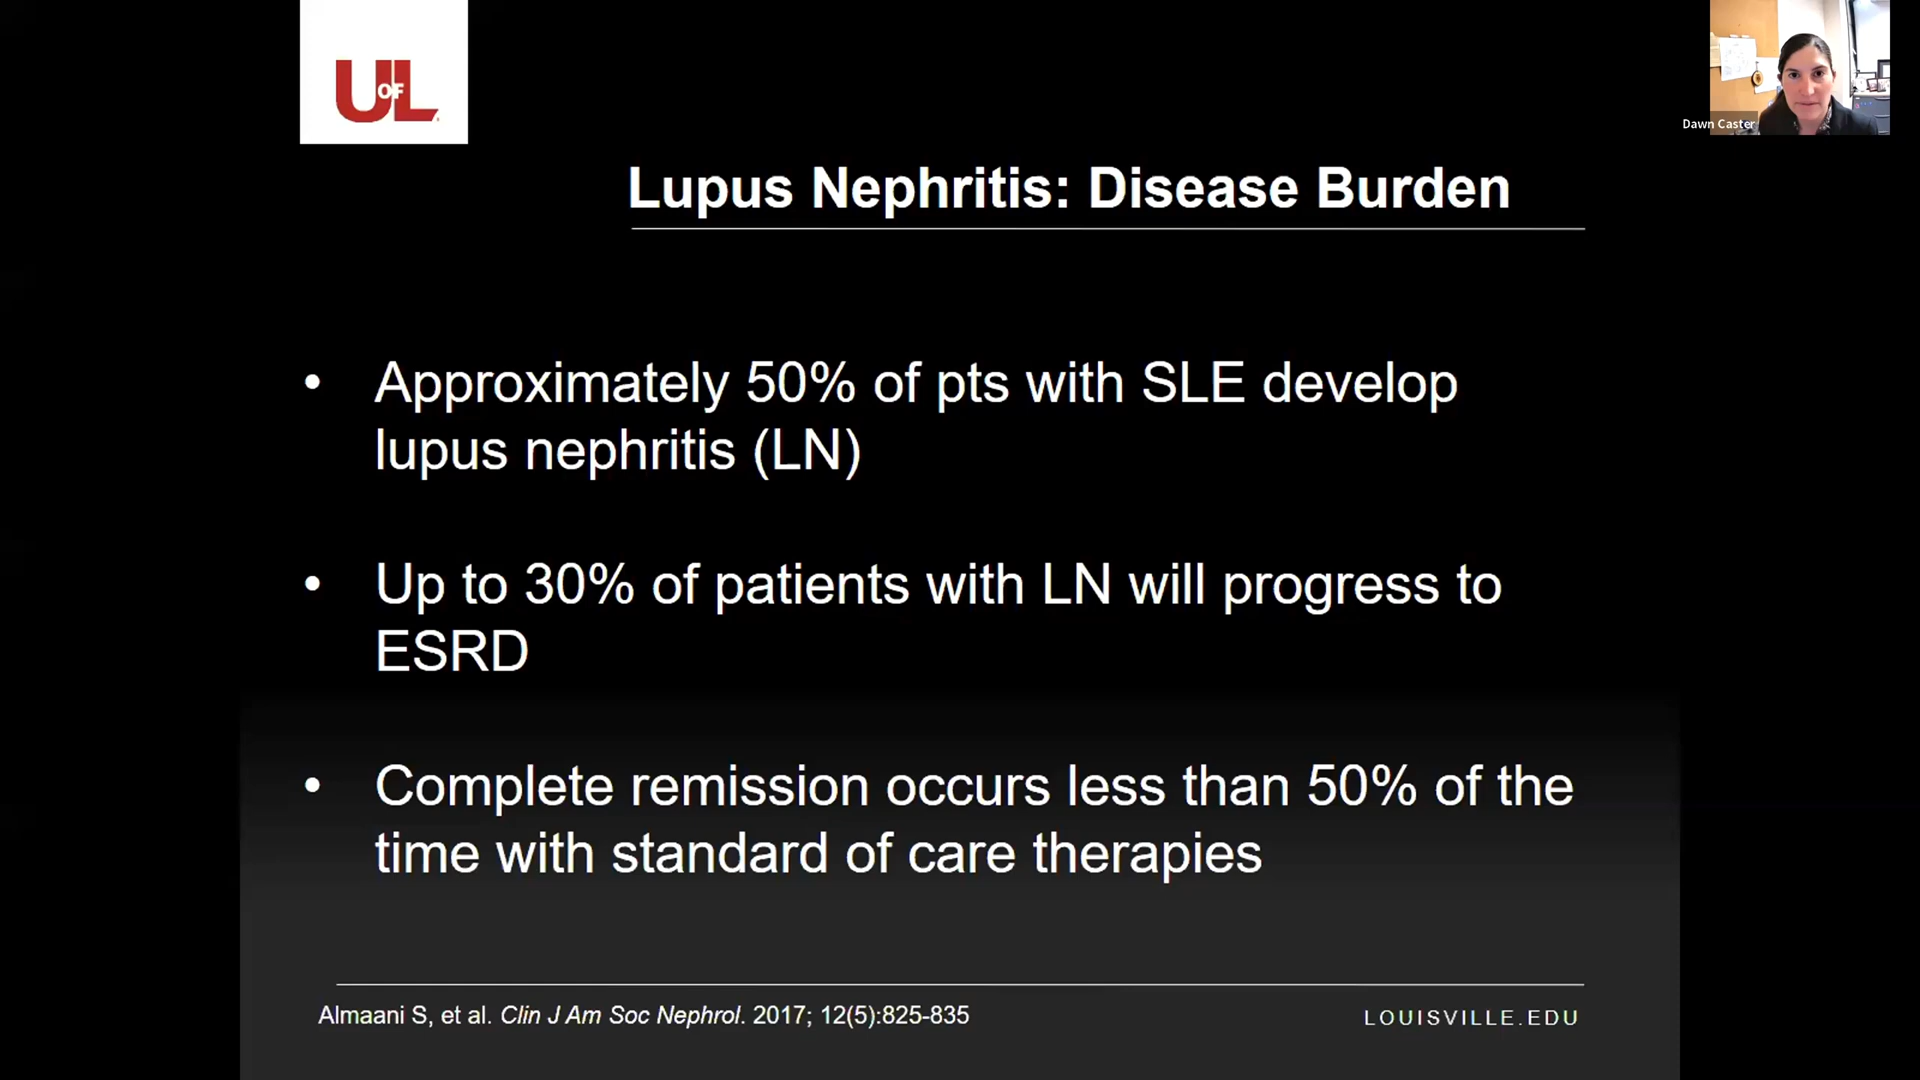 UOFL
Dawn Caster
Lupus Nephritis: Disease Burden
• Approximately 50% of pts with SLE develop
lupus nephritis (LN)
• Up to 30% of patients with LN will progress to
ESRD
• Complete remission occurs less than 50% of the
time with standard of care therapies
Almaani S, et al. Clin J Am Soc Nephrol. 2017; 12(5):825-835
LOUISVILLE.EDU